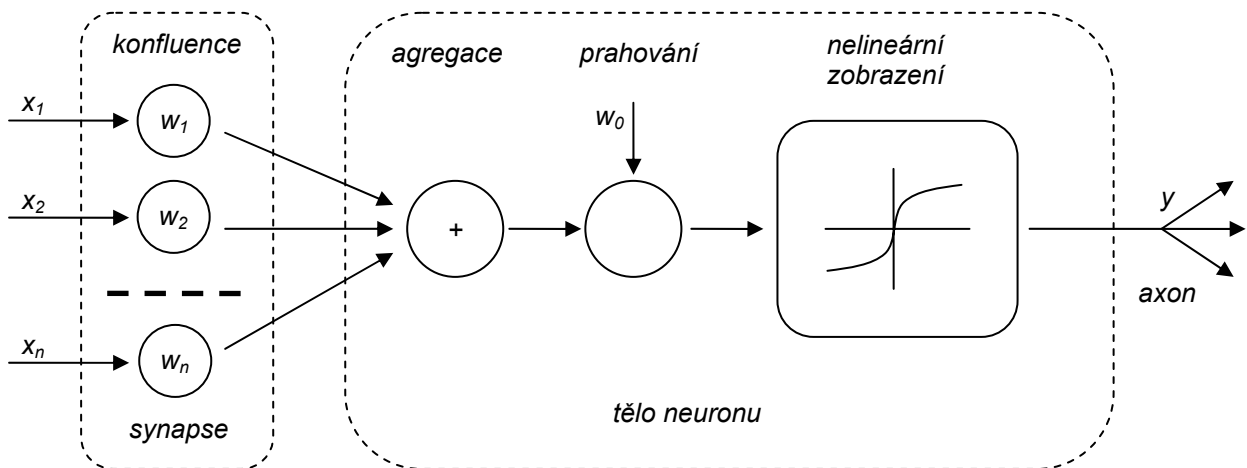 konfluence
agregace
prahování
nelineární
zobrazení
x1
w1
w0
x2
w2
+
y
axon
xn
wn
synapse
tělo neuronu